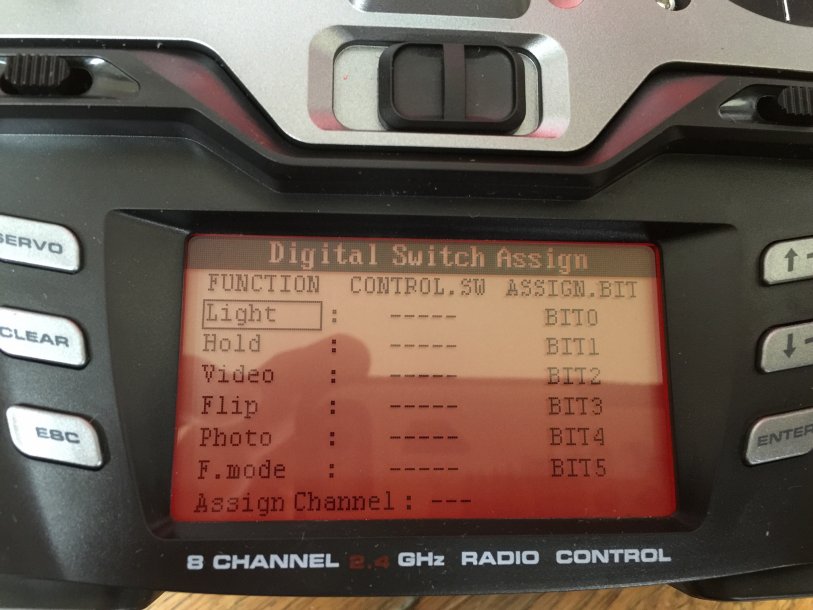 Digital Switch Assign
FUNCTION CONTROL.SW ASSIGN.BIT
Light : ----- BIT0
Hold : ----- BIT1
Video : ----- BIT2
Flip : ----- BIT3
Photo : ----- BIT4
F.mode : ----- BIT5
Assign Channel : ---
SERVO
CLEAR
ESC
↑-
↓-
ENTER
8 CHANNEL 2.4 GHz RADIO CONTROL